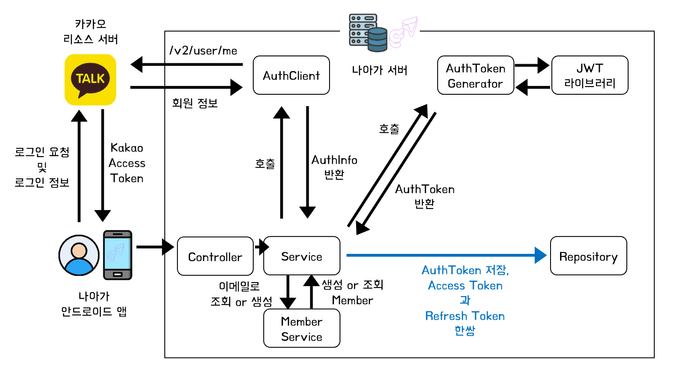 카카오
리소스 서버
TALK
/v2/user/me
회원 정보
AuthClient
나아가 서버
AuthToken
Generator
JWT
라이브러리
로그인 요청
및
로그인 정보
Kakao
Access
Token
호출
AuthInfo
반환
호출
AuthToken
반환
나아가
안드로이드 앱
Controller
Service
Repository
이메일로
조회 or 생성
생성 or 조회
Member
Member
Service
AuthToken 저장,
Access Token
과
Refresh Token
한쌍